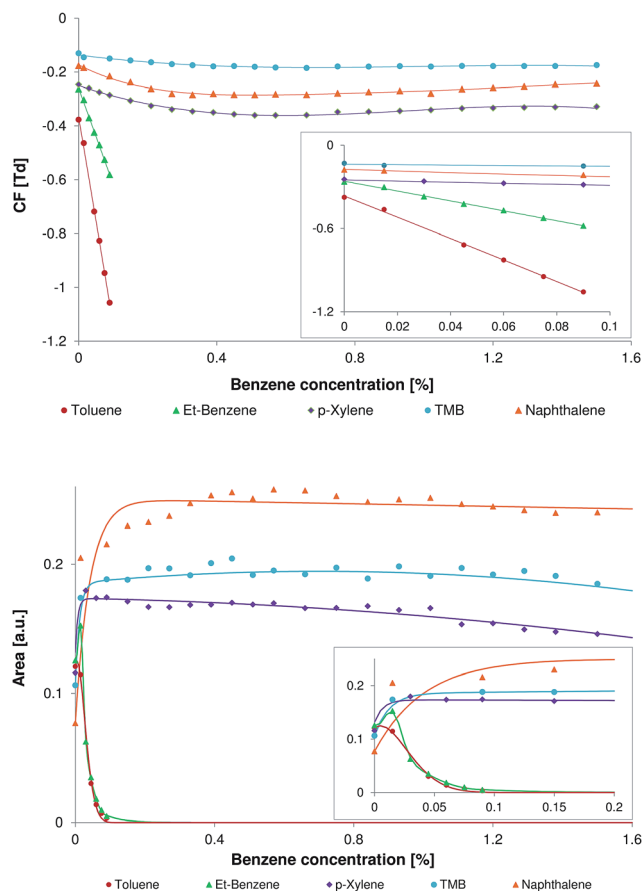 0
-0.2
-0.4
-0.6
-0.8
-1
-1.2
CF [Td]
0
-0.6
-1.2
0 0.02 0.04 0.06 0.08 0.1
0 0.4 0.8 1.2 1.6
Benzene concentration [%]
Toluene Et-Benzene p-Xylene TMB Naphthalene
0.2
0.1
0
Area [a.u.]
0.2
0.1
0
0 0.05 0.1 0.15 0.2
0 0.4 0.8 1.2 1.6
Benzene concentration [%]
Toluene Et-Benzene p-Xylene TMB Naphthalene